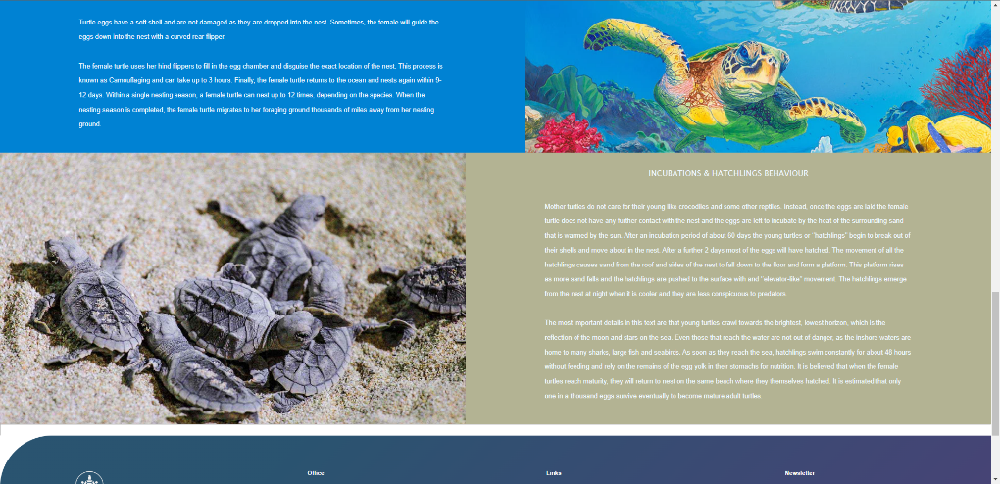 Turtle eggs have a soft shell and are not damaged as they are dropped into the nest. Sometimes, the female will guide the
eggs down into the nest with a curved rear flipper.
The female turtle uses her hind flippers to fill in the egg chamber and disguise the exact location of the nest. This process is
known as Camouflaging and can take up to 3 hours. Finally, the female turtle returns to the ocean and nests again within 9-
12 days. Within a single nesting season, a female turtle can nest up to 12 times, depending on the species. When the
nesting season is completed, the female turtle migrates to her foraging ground thousands of miles away from her nesting
ground.
INCUBATIONS & HATCHLINGS BEHAVIOUR
Mother turtles do not care for their young like crocodiles and some other reptiles. Instead, once the eggs are laid the female
turtle does not have any further contact with the nest and the eggs are left to incubate by the heat of the surrounding sand
that is warmed by the sun. After an incubation period of about 60 days the young turtles or "hatchlings" begin to break out of
their shells and move about in the nest. After a further 2 days most of the eggs will have hatched. The movement of all the
hatchlings causes sand from the roof and sides of the nest to fall down to the floor and form a platform. This platform rises
as more sand falls and the hatchlings are pushed to the surface with and "elevator-like" movement. The hatchlings emerge
from the nest at night when it is cooler and they are less conspicuous to predators
The most important details in this text are that young turtles crawl towards the brightest, lowest horizon, which is the
reflection of the moon and stars on the sea. Even these that reach the water are not out of danger, as the inshore waters are
home to many sharks, large fish and seabirds. As soon as they reach the sea, hatchlings swim constantly for about 48 hours
without feeding and rely on the remains of the egg yolk in their stomachs for nutrition. It is believed that when the female
turtles reach maturity, they will return to nest on the same beach where they themselves hatched. It is estimated that only
one in a thousand eggs survive eventually to become mature adult turtles
Office
Links
Newsletter